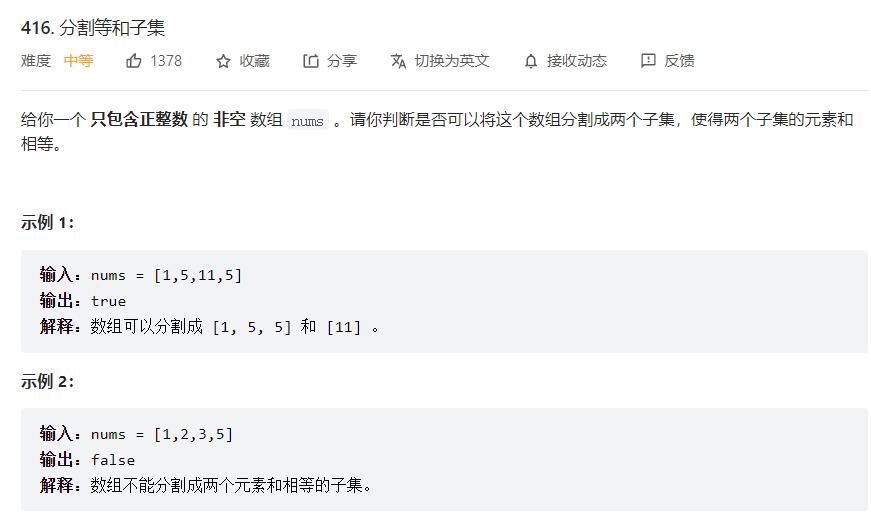 416. 分割等和子集
难度 中等 1378 收藏 分享 切换为英文 接收动态 反馈
给你一个 只包含正整数 的 非空 数组 nums 。请你判断是否可以将这个数组分割成两个子集，使得两个子集的元素和
相等。
示例 1：
输入：nums = [1,5,11,5]
输出：true
解释：数组可以分割成 [1, 5, 5] 和 [11] 。
示例 2：
输入：nums = [1,2,3,5]
输出：false
解释：数组不能分割成两个元素和相等的子集。